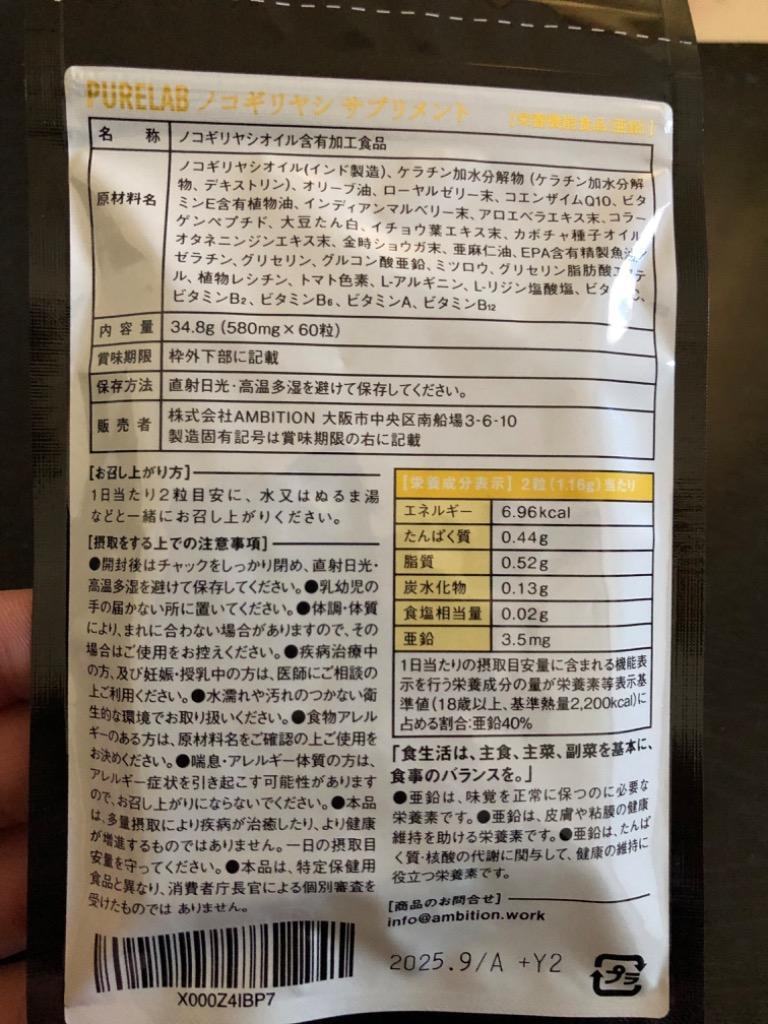 PURELAB ノコギリヤシ サプリメント
[栄養機能食品(亜鉛)]
名 称 ノコギリヤシオイル含有加工食品
原材料名 ノコギリヤシオイル(インド製造)、ケラチン加水分解物 (ケラチン加水分解
物、デキストリン)、オリーブ油、ローヤルゼリー末、コエンザイムQ10、ビタ
ミンE含有植物油、インディアンマルベリー末、アロエベラエキス末、コラー
ゲンペプチド、大豆たん白、イチョウ葉エキス末、カボチャ種子オイル、
オタネニンジンエキス末、金時ショウガ末、亜麻仁油、EPA含有精製魚油/
ゼラチン、グリセリン、グルコン酸亜鉛、ミツロウ、グリセリン脂肪酸エステ
ル、植物レシチン、トマト色素、L-アルギニン、L-リジン塩酸塩、
ビタミンB₂、ビタミンB₆、ビタミンA、ビタミンB₁₂
内 容 量 34.8g (580mg×60粒)
賞味期限 枠外下部に記載
保存方法 直射日光・高温多湿を避けて保存してください。
販 売 者 株式会社AMBITION 大阪市中央区南船場3-6-10
製造固有記号は賞味期限の右に記載
[お召し上がり方]
1日当たり2粒目安に、水又はぬるま湯
などと一緒にお召し上がりください。
[摂取をする上での注意事項]
●開封後はチャックをしっかり閉め、直射日光・
高温多湿を避けて保存してください。●乳幼児の
手の届かない所に置いてください。●体調・体質
により、まれに合わない場合がありますので、その
場合はご使用をお控えください。●疾病治療中
の方、及び妊娠・授乳中の方は、医師にご相談の
上ご利用ください。●水濡れや汚れのつかない衛
生的な環境でお取り扱いください。●食物アレル
ギーのある方は、原材料名をご確認の上ご使用を
お決めください。●喘息・アレルギー体質の方は、
アレルギー症状を引き起こす可能性があります
ので、お召し上がりにならないでください。●本品
は、多量摂取により疾病が治癒したり、より健康
が増進するものではありません。一日の摂取目
安量を守ってください。●本品は、特定保健用
食品と異なり、消費者庁長官による個別審査を
受けたものでは ありません。
X000Z4IBP7
[栄養成分表示] 2粒(1.16g)当たり
エネルギー 6.96kcal
たんぱく質 0.44g
脂質 0.52g
炭水化物 0.13g
食塩相当量 0.02g
亜鉛 3.5mg
1日当たりの摂取目安量に含まれる機能表
示を行う栄養成分の量が栄養素等表示基
準値(18歳以上、基準熱量2,200kcal)に
占める割合:亜鉛40%
「食生活は、主食、主菜、副菜を基本に、
食事のバランスを。」
●亜鉛は、味覚を正常に保つのに必要な
栄養素です。●亜鉛は、皮膚や粘膜の健康
維持を助ける栄養素です。●亜鉛は、たんぱ
く質・核酸の代謝に関与して、健康の維持に
役立つ栄養素です。
[商品のお問合せ]
info@ambition.work
2025.9/A +Y2
プラ